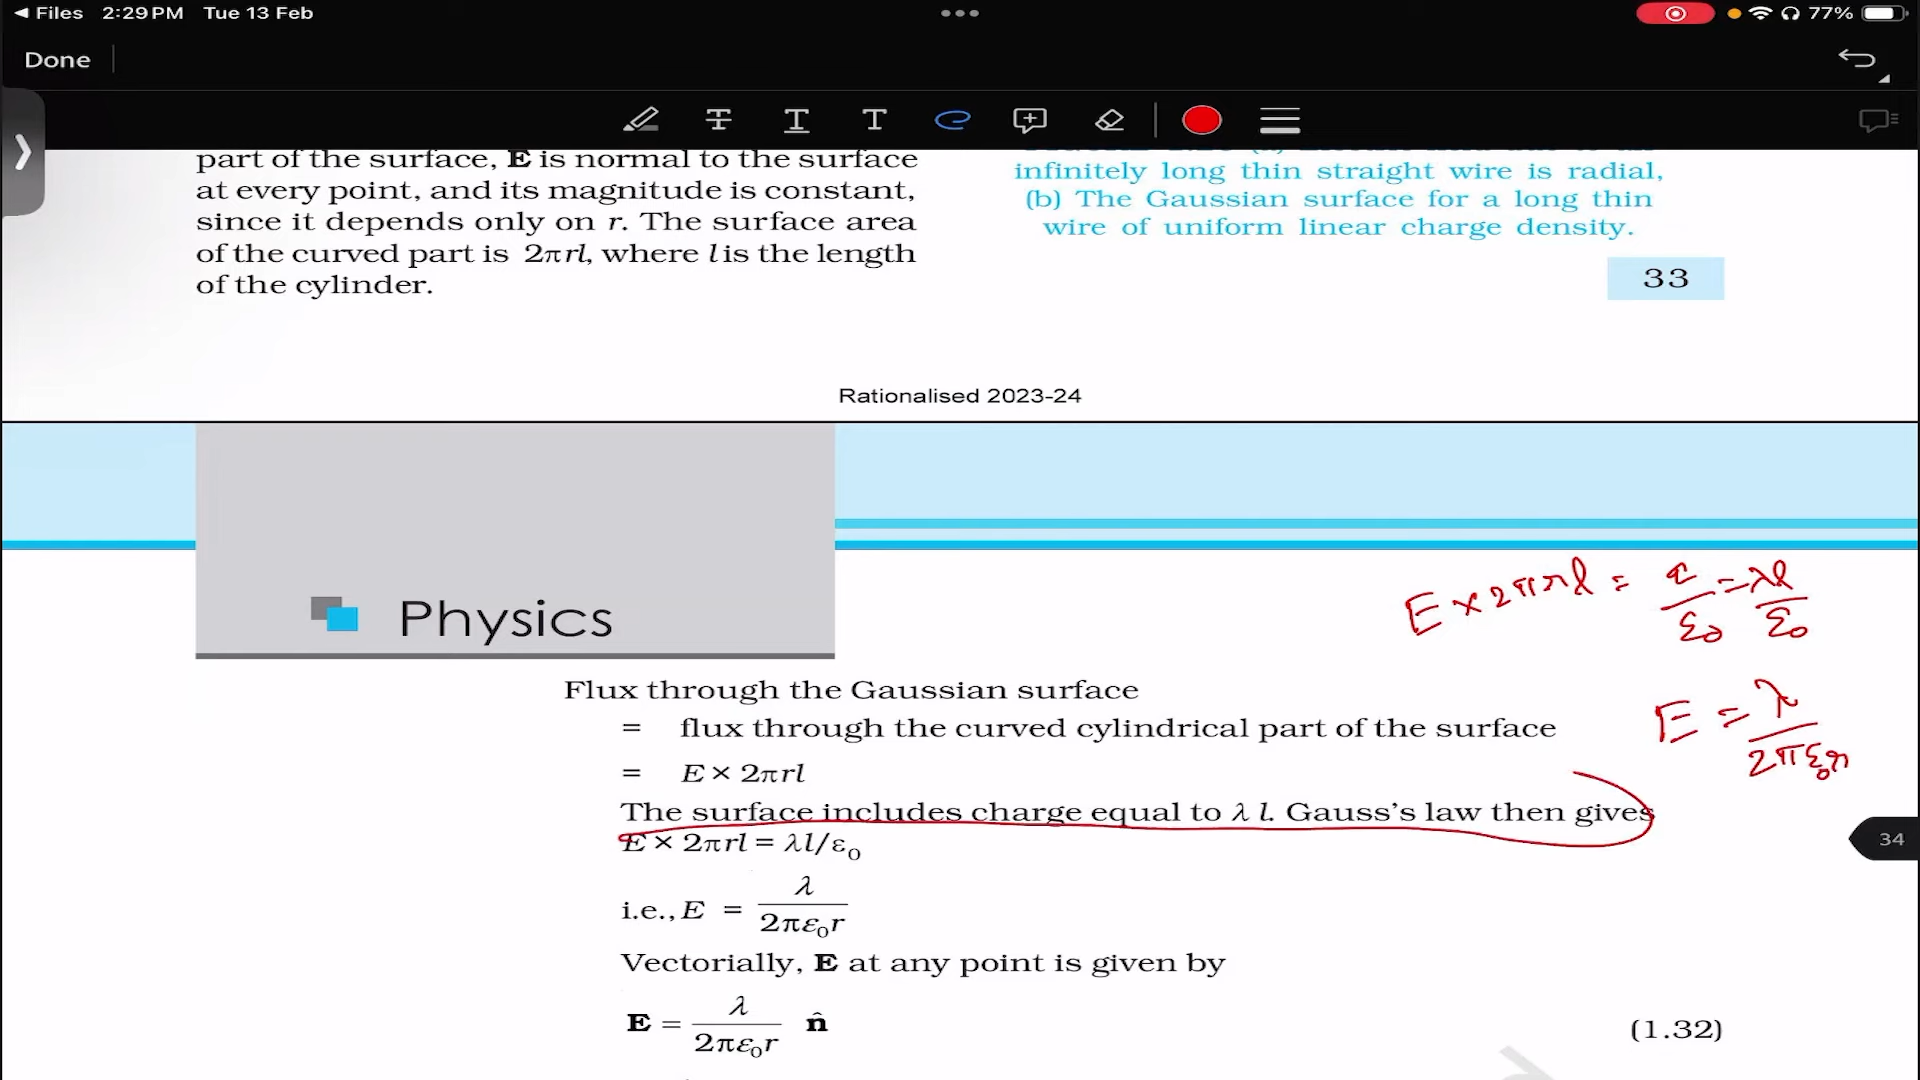 Files 2:29 PM Tue 13 Feb
77%
Done
part of the surface, E is normal to the surface
at every point, and its magnitude is constant,
since it depends only on r. The surface area
of the curved part is 2πrl, where l is the length
of the cylinder.
infinitely long thin straight wire is radial,
(b) The Gaussian surface for a long thin
wire of uniform linear charge density.
33
Rationalised 2023-24
Physics
E × 2πrl = q/ε₀ = λl/ε₀
E = λ/2πε₀r
Flux through the Gaussian surface
= flux through the curved cylindrical part of the surface
= E × 2πrl
The surface includes charge equal to λ l. Gauss's law then gives
E × 2πrl = λl/ε₀
i.e., E = λ/2πε₀r
Vectorially, E at any point is given by
E = λ/2πε₀r n̂
(1.32)
34